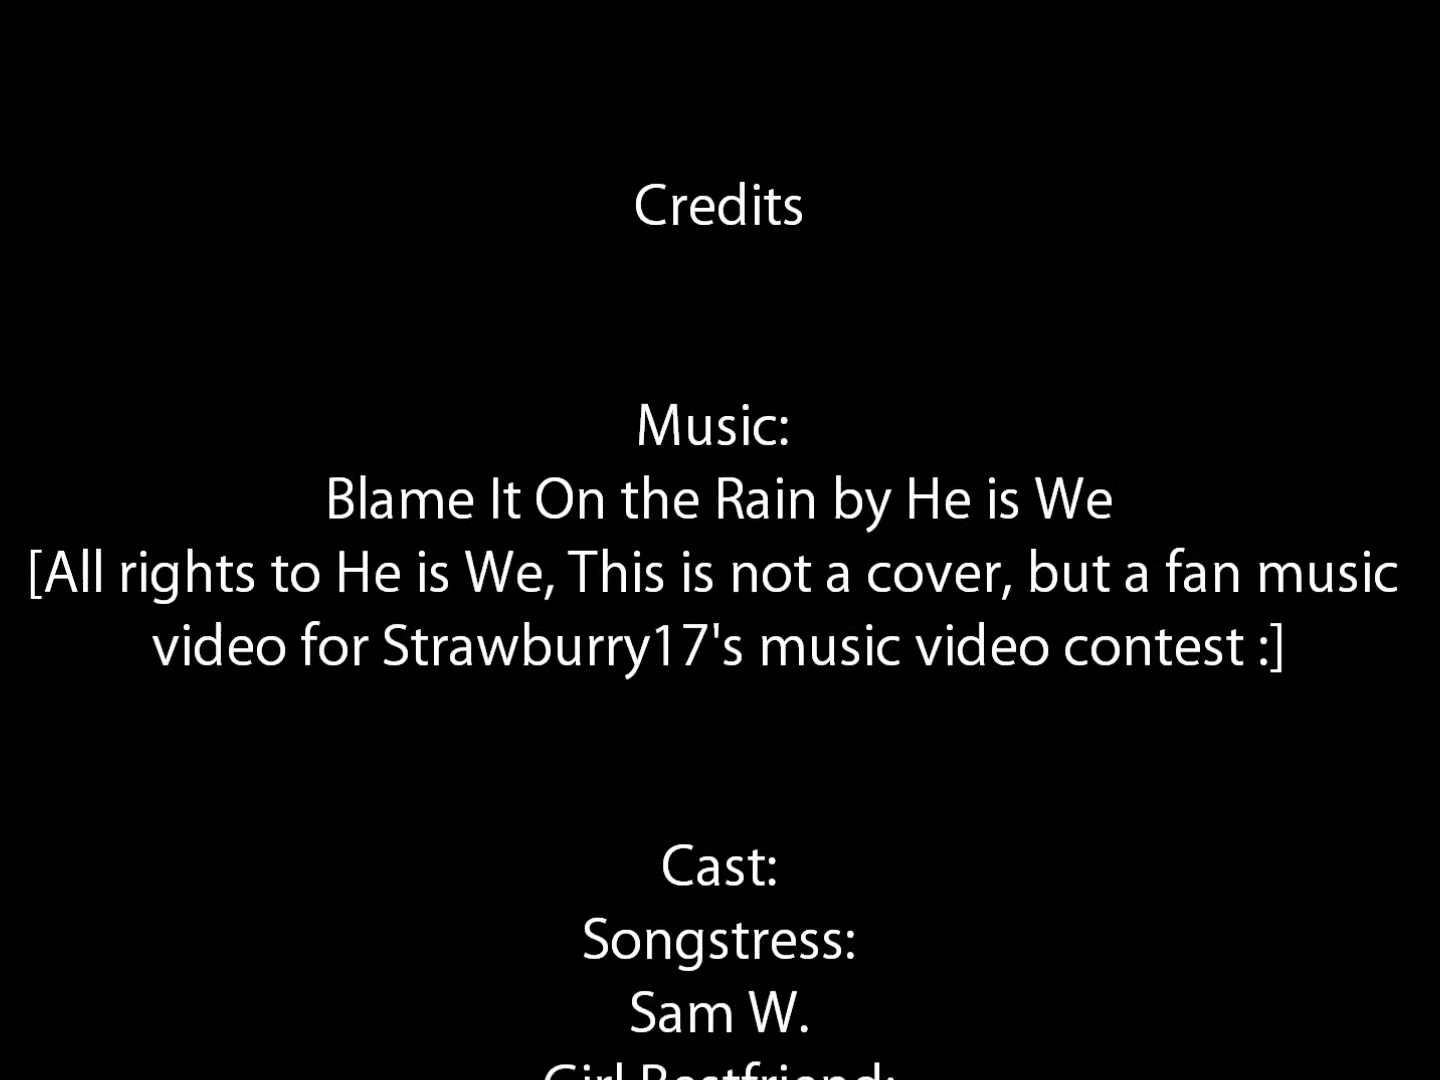 Credits
Music:
Blame It On the Rain by He is We
[All rights to He is We, This is not a cover, but a fan music
video for Strawburry17's music video contest :]
Cast:
Songstress:
Sam W.
Girl Bestfriend: